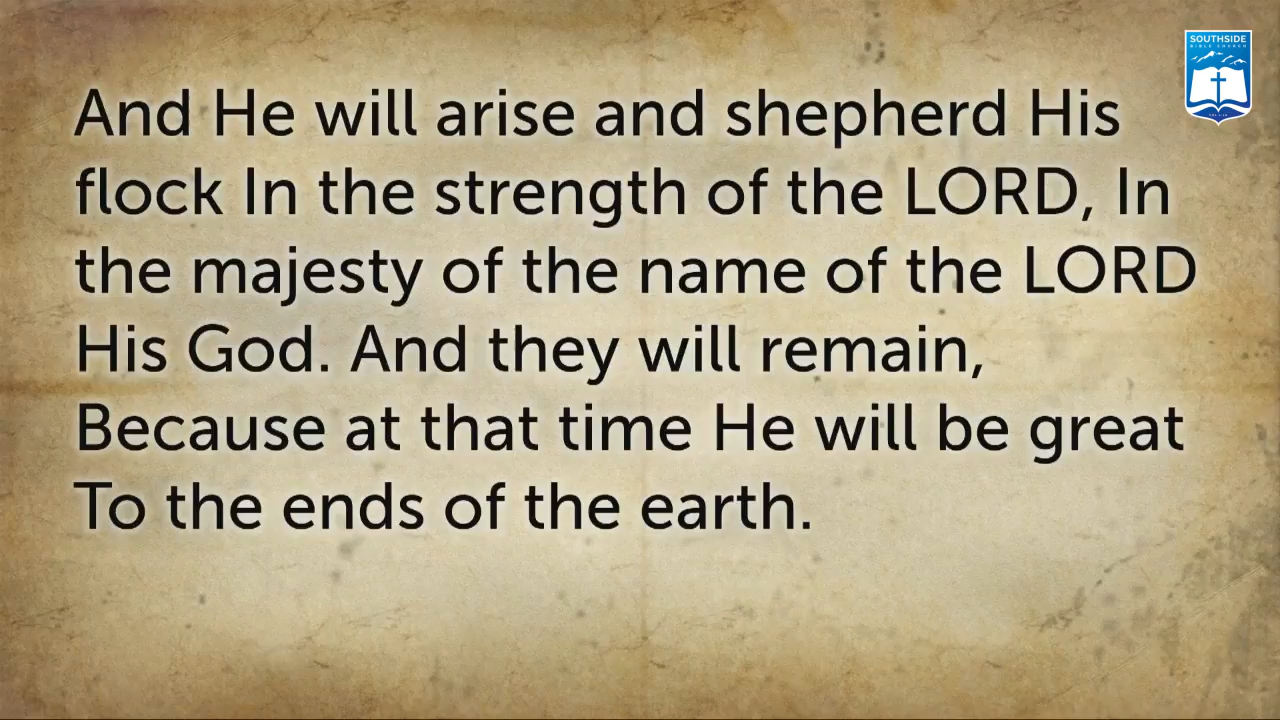 SOUTHSIDE
BIBLE CHURCH
And He will arise and shepherd His
flock In the strength of the LORD, In
the majesty of the name of the LORD
His God. And they will remain,
Because at that time He will be great
To the ends of the earth.